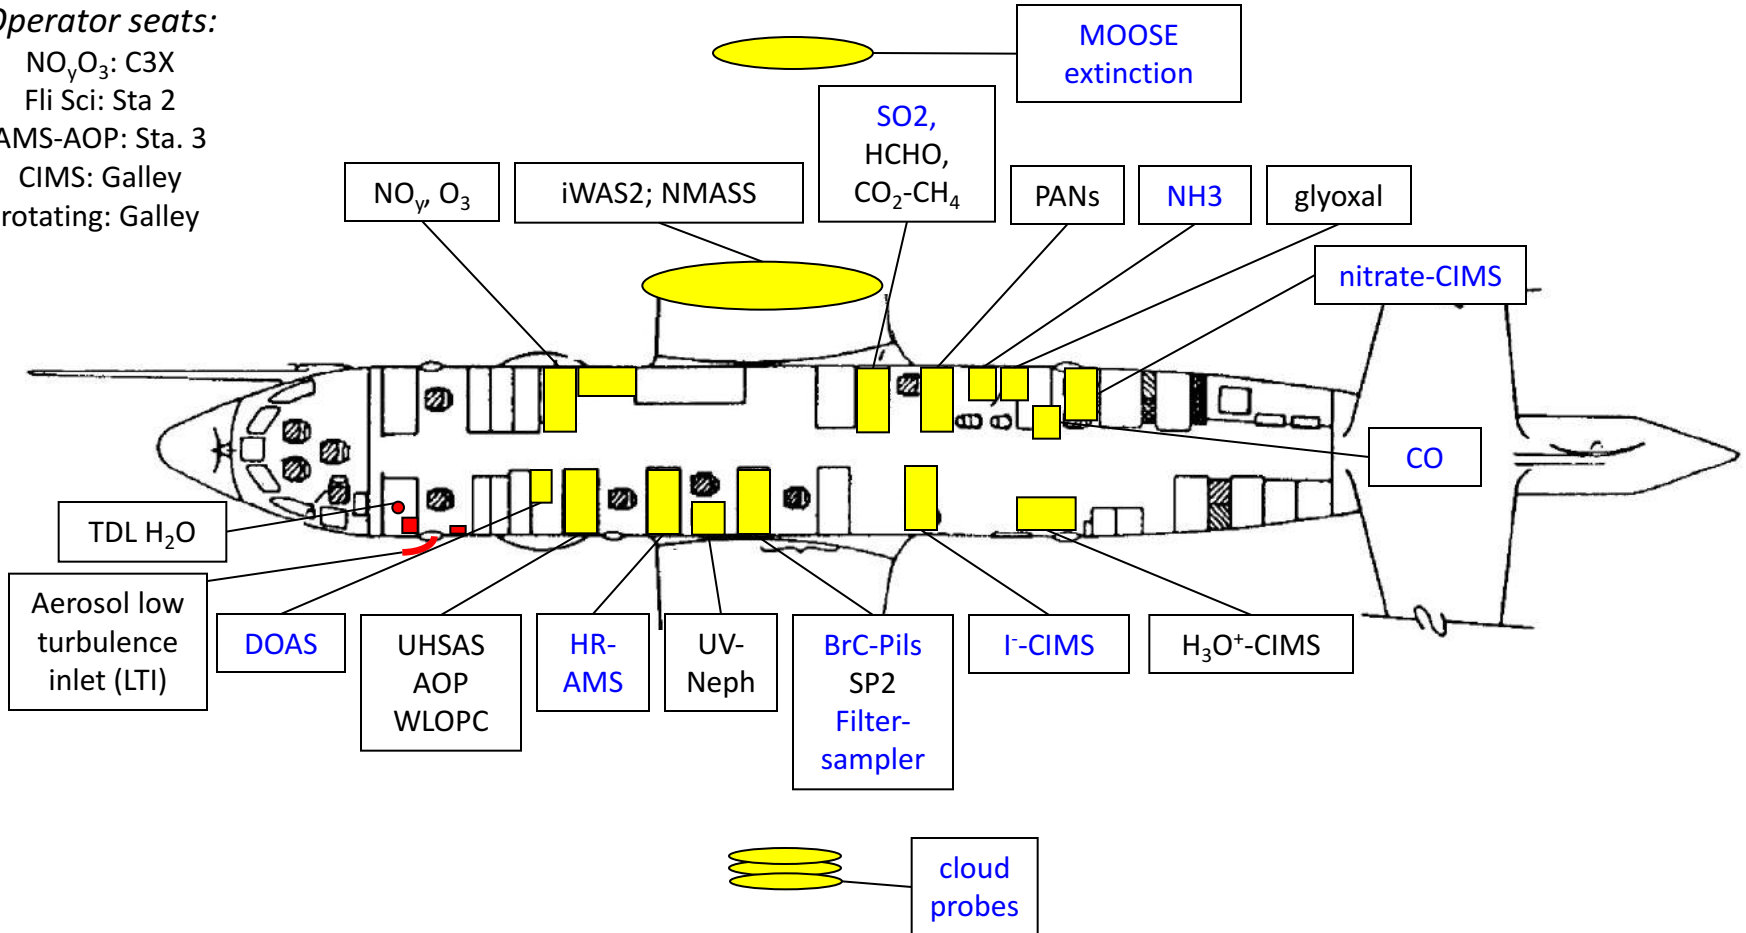 Operator seats:
NOyO3: C3X
Fli Sci: Sta 2
AMS-AOP: Sta. 3
CIMS: Galley
rotating: Galley
MOOSE
extinction
SO2,
HCHO,
CO2-CH4
NOy, O3
iWAS2; NMASS
PANs
NH3
glyoxal
nitrate-CIMS
CO
TDL H2O
Aerosol low
turbulence
inlet (LTI)
DOAS
UHSAS
AOP
WLOPC
HR-
AMS
UV-
Neph
BrC-Pils
SP2
Filter-
sampler
I--CIMS
H3O+-CIMS
cloud
probes